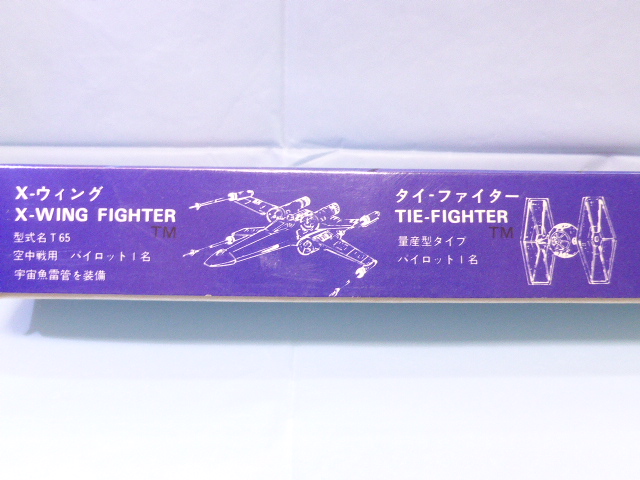 X-ウィング
X-WING FIGHTER
TM
型式名T65
空中戦用 パイロット1名
宇宙魚雷管を装備
タイ-ファイター
TIE-FIGHTER
TM
量産型タイプ
パイロット1名